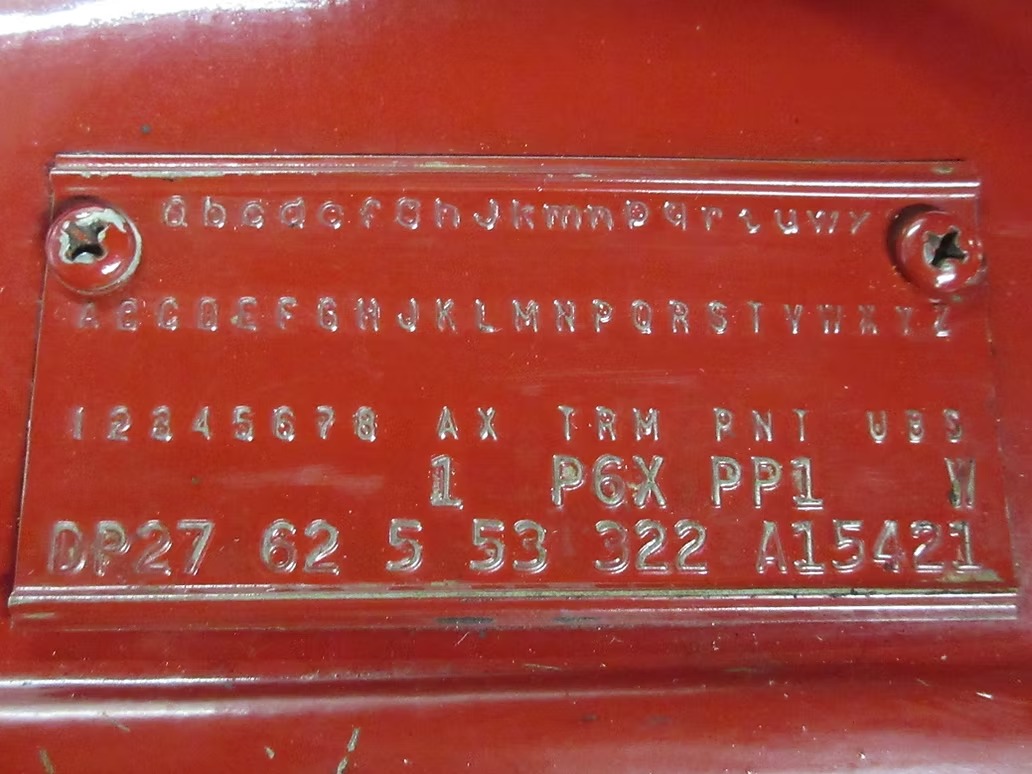 abcdefghJkmnpqrtuwy
ABCDEFGHJKLMNPQRSTVWXYZ
12345678 AX TRM PNT UBS
1 P6X PP1 W
DP27 62 5 53 322 A15421